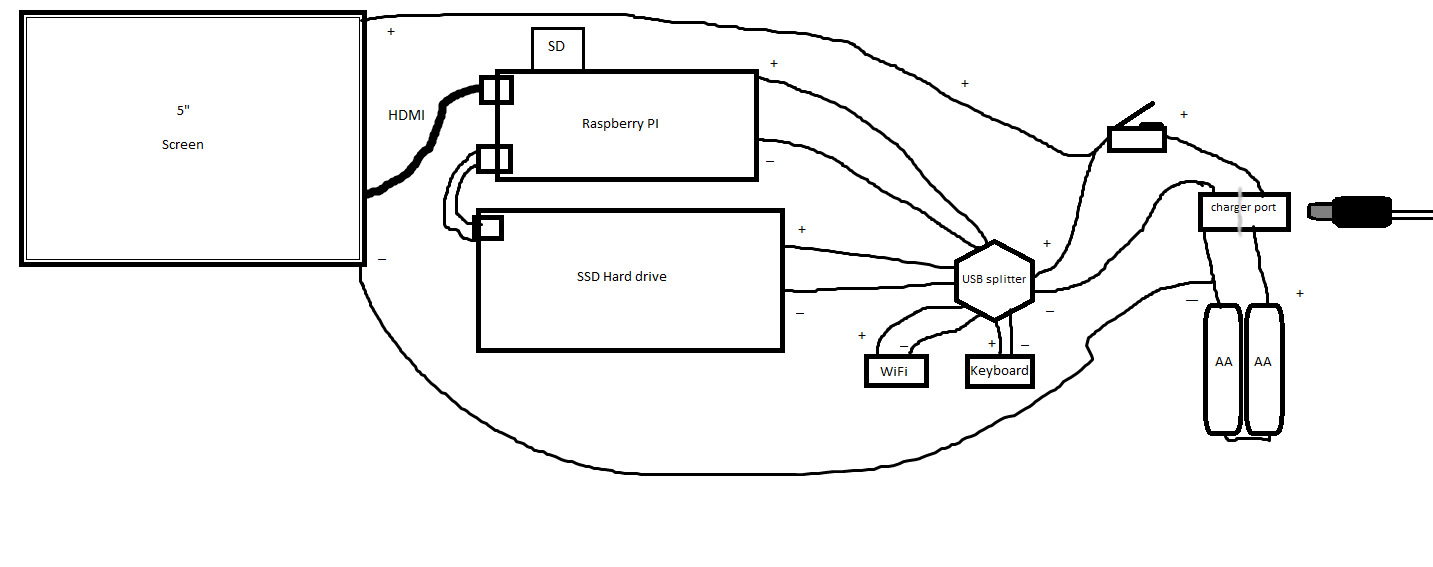 +
SD
+
+
5"
HDMI
+
Raspberry PI
Screen
–
charger port
+
+
–
SSD Hard drive
USB splitter
+
—
–
–
+
–
+
–
AA
AA
WiFi
Keyboard